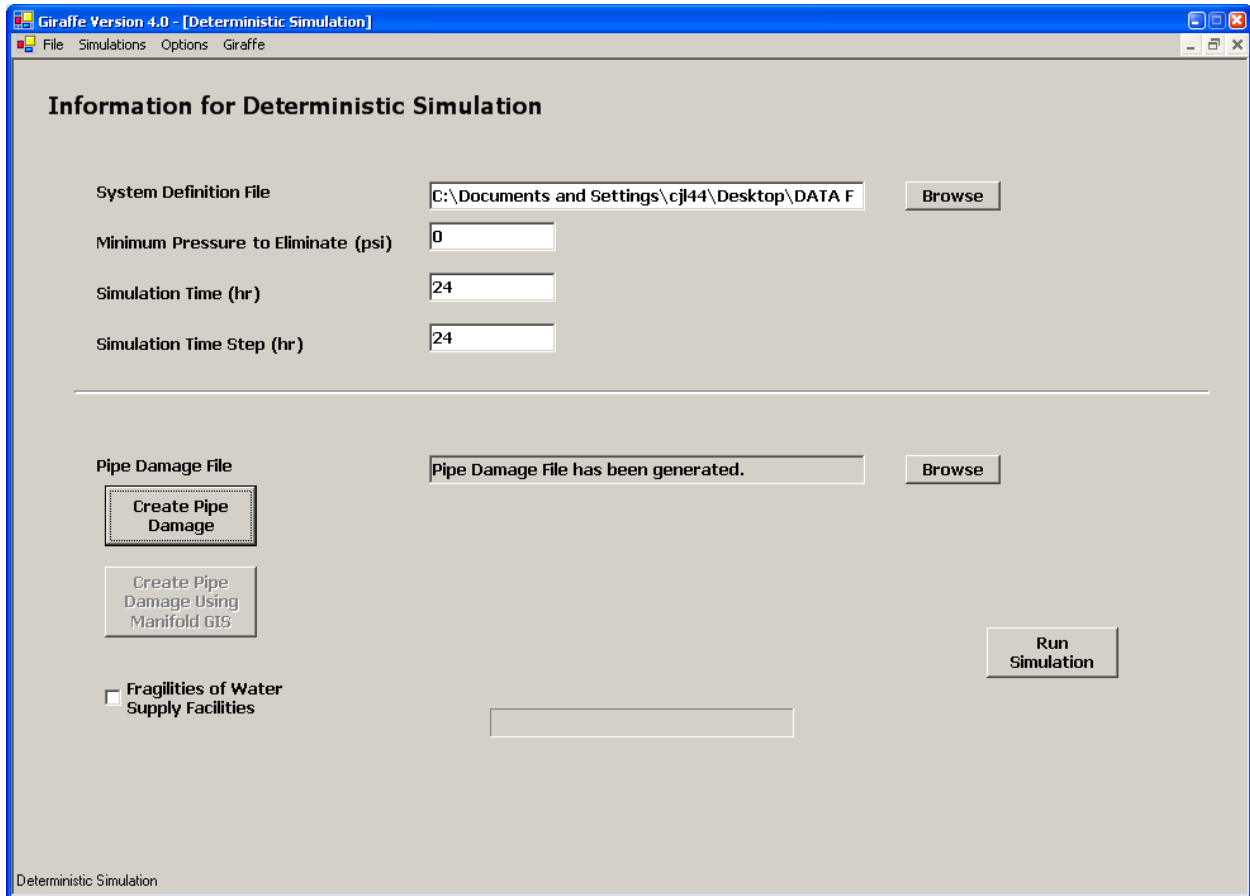 Giraffe Version 4.0 - [Deterministic Simulation]
File Simulations Options Giraffe
Information for Deterministic Simulation
System Definition File
C:\Documents and Settings\cjl44\Desktop\DATA F
Browse
Minimum Pressure to Eliminate (psi)
0
Simulation Time (hr)
24
Simulation Time Step (hr)
24
Pipe Damage File
Pipe Damage File has been generated.
Browse
Create Pipe
Damage
Create Pipe
Damage Using
Manifold GIS
Run
Simulation
Fragilities of Water
Supply Facilities
Deterministic Simulation